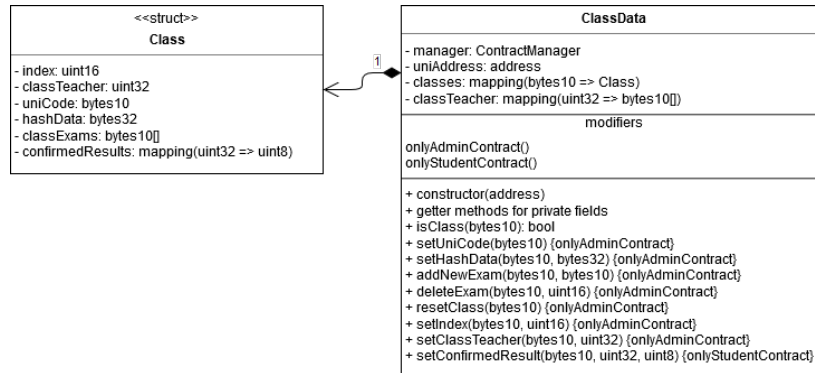 <<struct>>
Class
- index: uint16
- classTeacher: uint32
- uniCode: bytes10
- hashData: bytes32
- classExams: bytes10[]
- confirmedResults: mapping(uint32 => uint8)
1
ClassData
- manager: ContractManager
- uniAddress: address
- classes: mapping(bytes10 => Class)
- classTeacher: mapping(uint32 => bytes10[])
modifiers
onlyAdminContract()
onlyStudentContract()
+ constructor(address)
+ getter methods for private fields
+ isClass(bytes10): bool
+ setUniCode(bytes10) {onlyAdminContract}
+ setHashData(bytes10, bytes32) {onlyAdminContract}
+ addNewExam(bytes10, bytes10) {onlyAdminContract}
+ deleteExam(bytes10, uint16) {onlyAdminContract}
+ resetClass(bytes10) {onlyAdminContract}
+ setIndex(bytes10, uint16) {onlyAdminContract}
+ setClassTeacher(bytes10, uint32) {onlyAdminContract}
+ setConfirmedResult(bytes10, uint32, uint8) {onlyStudentContract}